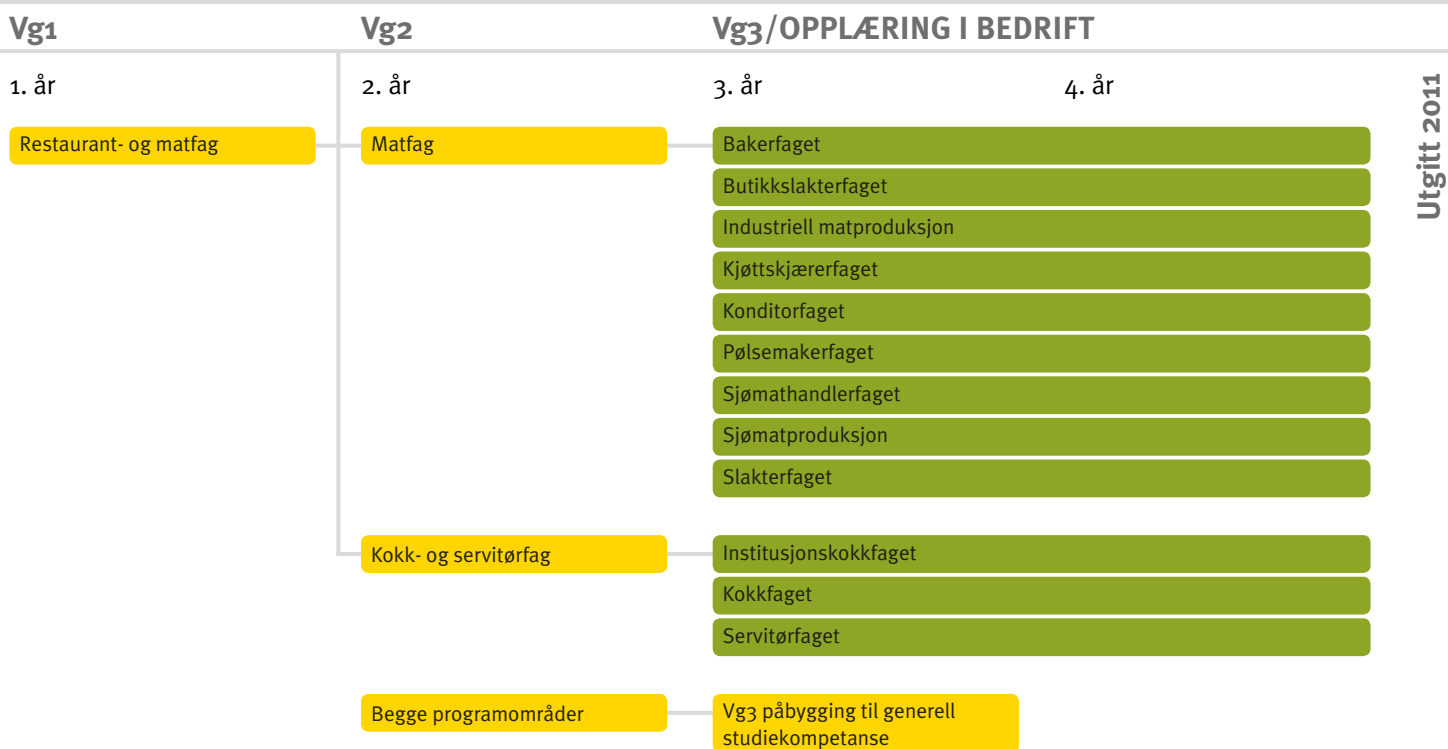 Vg1
Vg2
Vg3/OPPLÆRING I BEDRIFT
1. år
2. år
3. år
4. år
Utgitt 2011
Restaurant- og matfag
Matfag
Bakerfaget
Butikkslakterfaget
Industriell matproduksjon
Kjøttskjærerfaget
Konditorfaget
Pølsemakerfaget
Sjømathandlerfaget
Sjømatproduksjon
Slakterfaget
Kokk- og servitørfag
Institusjonskokkfaget
Kokkfaget
Servitørfaget
Begge programområder
Vg3 påbygging til generell
studiekompetanse